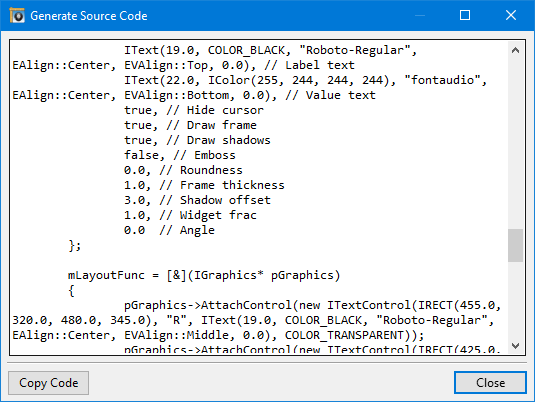 Generate Source Code
IText(19.0, COLOR_BLACK, "Roboto-Regular",
EAlign::Center, EVAlign::Top, 0.0), // Label text
IText(22.0, IColor(255, 244, 244, 244), "fontaudio",
EAlign::Center, EVAlign::Bottom, 0.0), // Value text
true, // Hide cursor
true, // Draw frame
true, // Draw shadows
false, // Emboss
0.0, // Roundness
1.0, // Frame thickness
3.0, // Shadow offset
1.0, // Widget frac
0.0  // Angle
};
mLayoutFunc = [&](IGraphics* pGraphics)
{
pGraphics->AttachControl(new ITextControl(IRECT(455.0,
320.0, 480.0, 345.0), "R", IText(19.0, COLOR_BLACK, "Roboto-Regular",
EAlign::Center, EVAlign::Middle, 0.0), COLOR_TRANSPARENT));
pGraphics->AttachControl(new ITextControl(IRECT(425.0,
Copy Code
Close